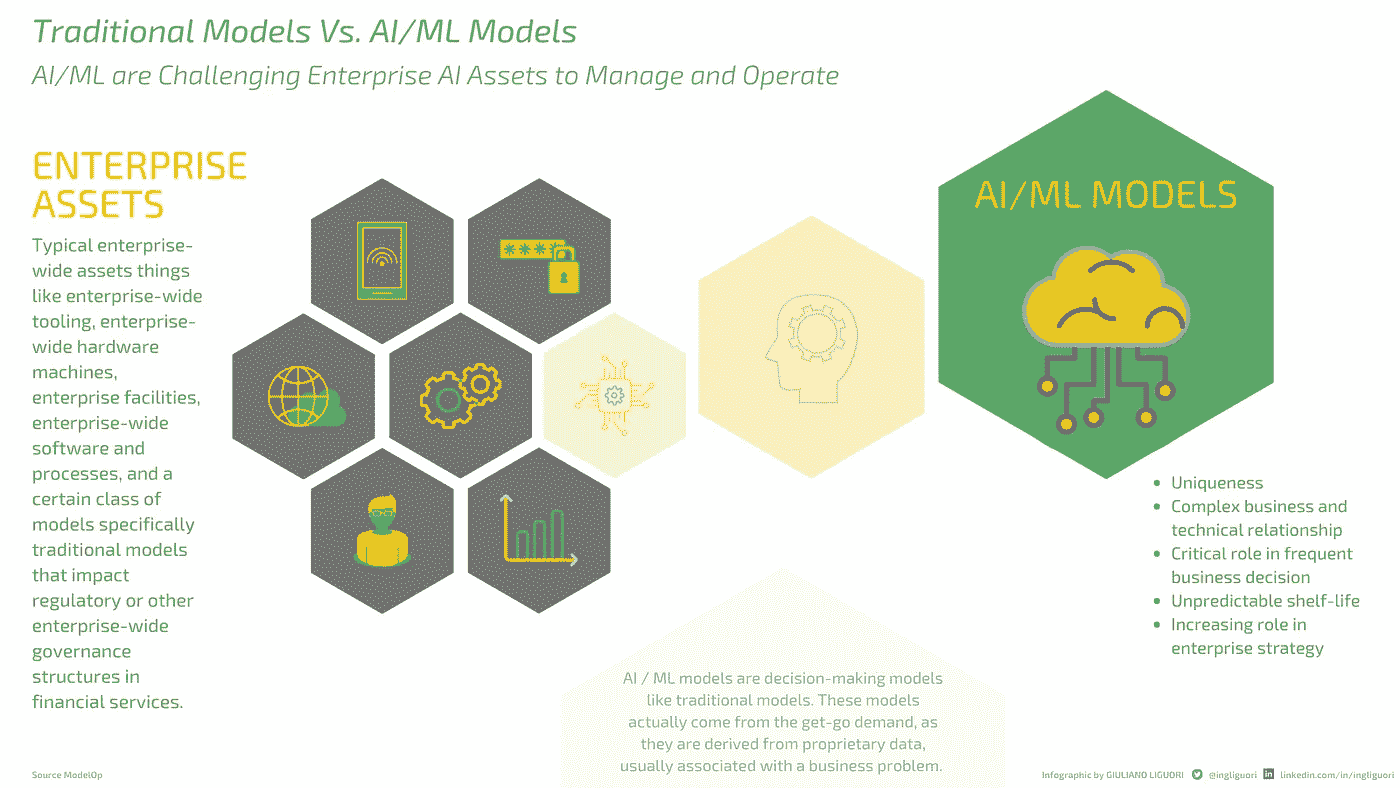 Traditional Models Vs. AI/ML Models
AI/ML are Challenging Enterprise AI Assets to Manage and Operate
ENTERPRISE
ASSETS
Typical enterprise-
wide assets things
like enterprise-wide
tooling, enterprise-
wide hardware
machines,
enterprise facilities,
enterprise-wide
software and
processes, and a
certain class of
models specifically
traditional models
that impact
regulatory or other
enterprise-wide
governance
structures in
financial services.
AI/ML MODELS
• Uniqueness
• Complex business and
technical relationship
• Critical role in frequent
business decision
• Unpredictable shelf-life
• Increasing role in
enterprise strategy
AI / ML models are decision-making models
like traditional models. These models
actually come from the get-go demand, as
they are derived from proprietary data,
usually associated with a business problem.
Source ModelOp
Infographic by GIULIANO LIGUORI @ingliguori in linkedin.com/in/ingliguori